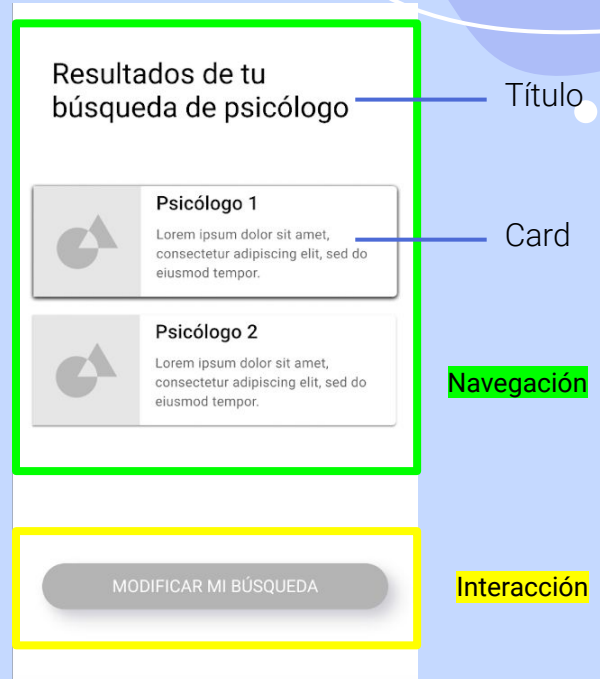 Resultados de tu
búsqueda de psicólogo
Título
Psicólogo 1
Lorem ipsum dolor sit amet,
consectetur adipiscing elit, sed do
eiusmod tempor.
Card
Psicólogo 2
Lorem ipsum dolor sit amet,
consectetur adipiscing elit, sed do
eiusmod tempor.
Navegación
MODIFICAR MI BÚSQUEDA
Interacción